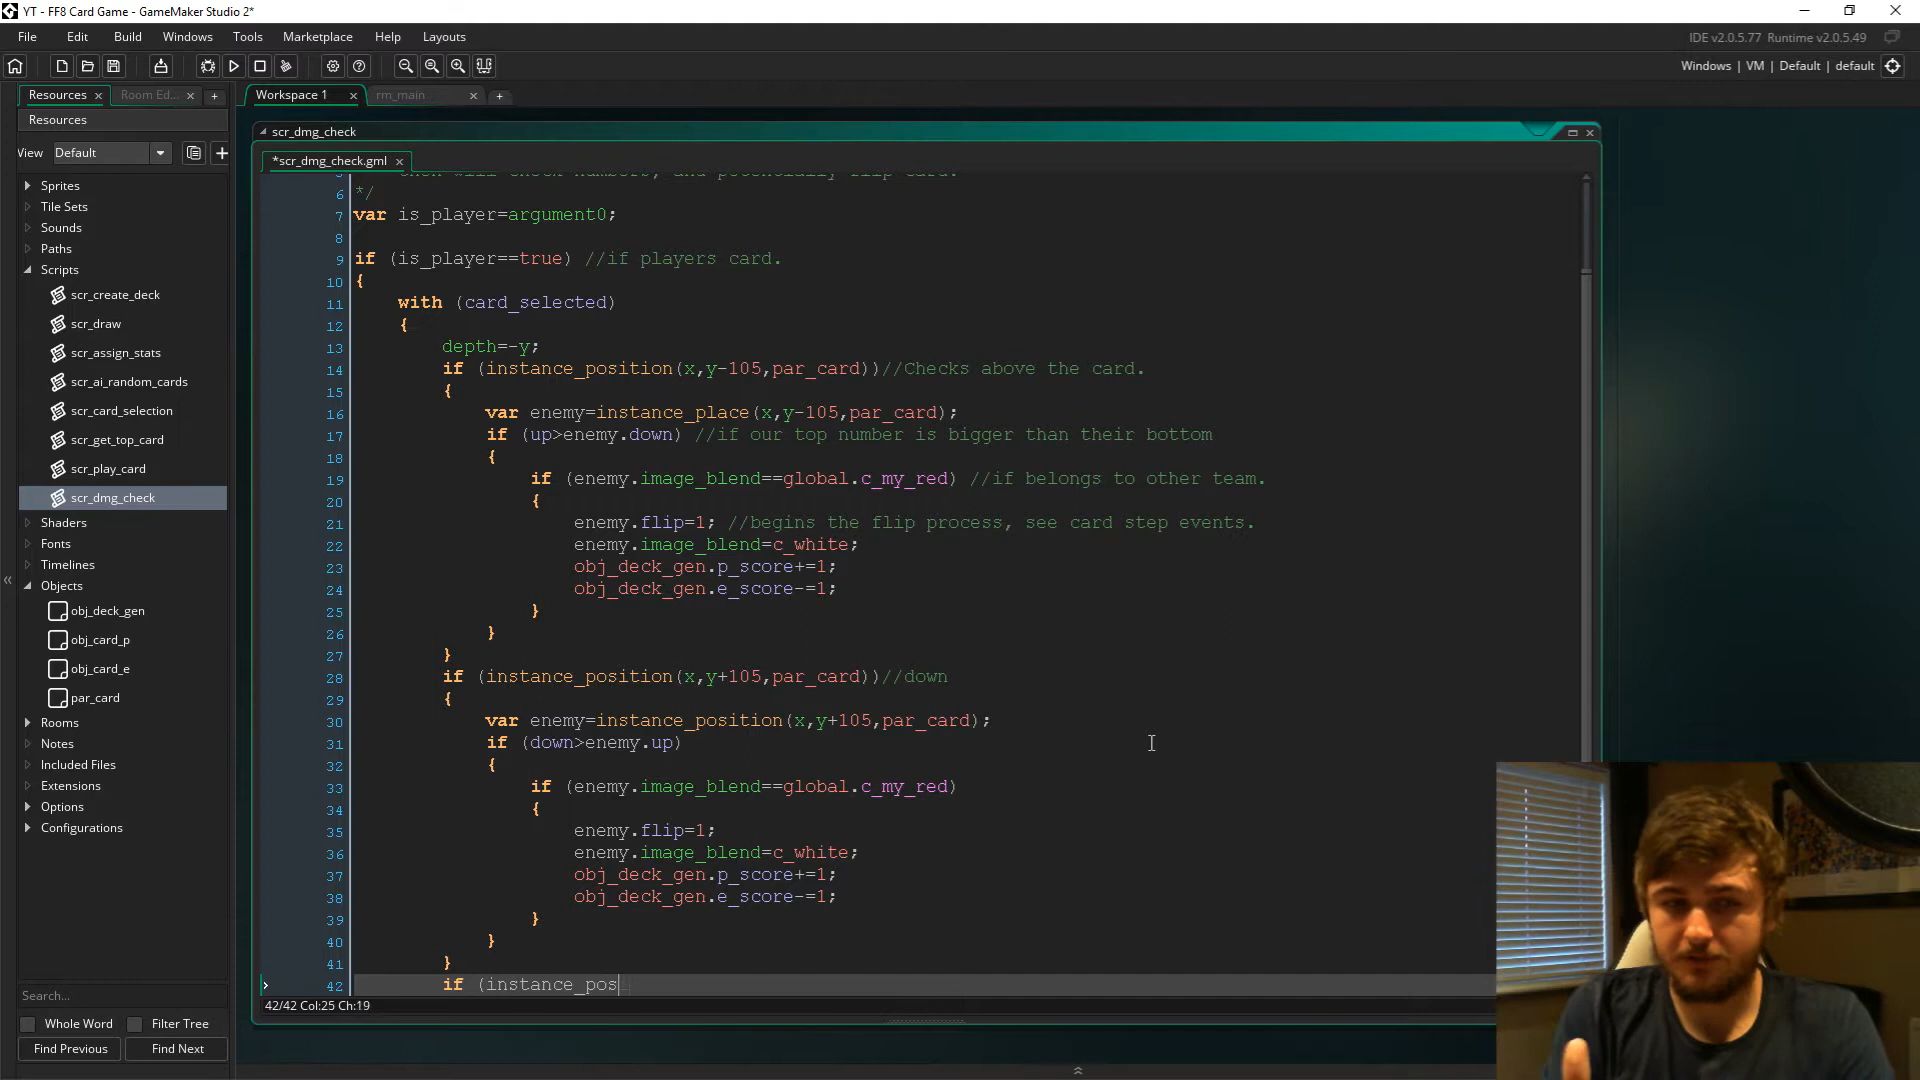 YT - FF8 Card Game - GameMaker Studio 2*
File Edit Build Windows Tools Marketplace Help Layouts
IDE v2.0.5.77 Runtime v2.0.5.49
Windows | VM | Default | default
Resources
Room Ed...
Workspace 1
rm_main
Resources
View Default
Sprites
Tile Sets
Sounds
Paths
Scripts
scr_create_deck
scr_draw
scr_assign_stats
scr_ai_random_cards
scr_card_selection
scr_get_top_card
scr_play_card
scr_dmg_check
Shaders
Fonts
Timelines
Objects
obj_deck_gen
obj_card_p
obj_card_e
par_card
Rooms
Notes
Included Files
Extensions
Options
Configurations
Search...
Whole Word
Filter Tree
Find Previous
Find Next
scr_dmg_check
*scr_dmg_check.gml
6 */
7 var is_player=argument0;
8
9 if (is_player==true) //if players card.
10 {
11 with (card_selected)
12 {
13 depth=-y;
14 if (instance_position(x,y-105,par_card))//Checks above the card.
15 {
16 var enemy=instance_place(x,y-105,par_card);
17 if (up>enemy.down) //if our top number is bigger than their bottom
18 {
19 if (enemy.image_blend==global.c_my_red) //if belongs to other team.
20 {
21 enemy.flip=1; //begins the flip process, see card step events.
22 enemy.image_blend=c_white;
23 obj_deck_gen.p_score+=1;
24 obj_deck_gen.e_score-=1;
25 }
26 }
27 }
28 if (instance_position(x,y+105,par_card))//down
29 {
30 var enemy=instance_position(x,y+105,par_card);
31 if (down>enemy.up)
32 {
33 if (enemy.image_blend==global.c_my_red)
34 {
35 enemy.flip=1;
36 enemy.image_blend=c_white;
37 obj_deck_gen.p_score+=1;
38 obj_deck_gen.e_score-=1;
39 }
40 }
41 }
42 if (instance_pos
42/42 Col:25 Ch:19